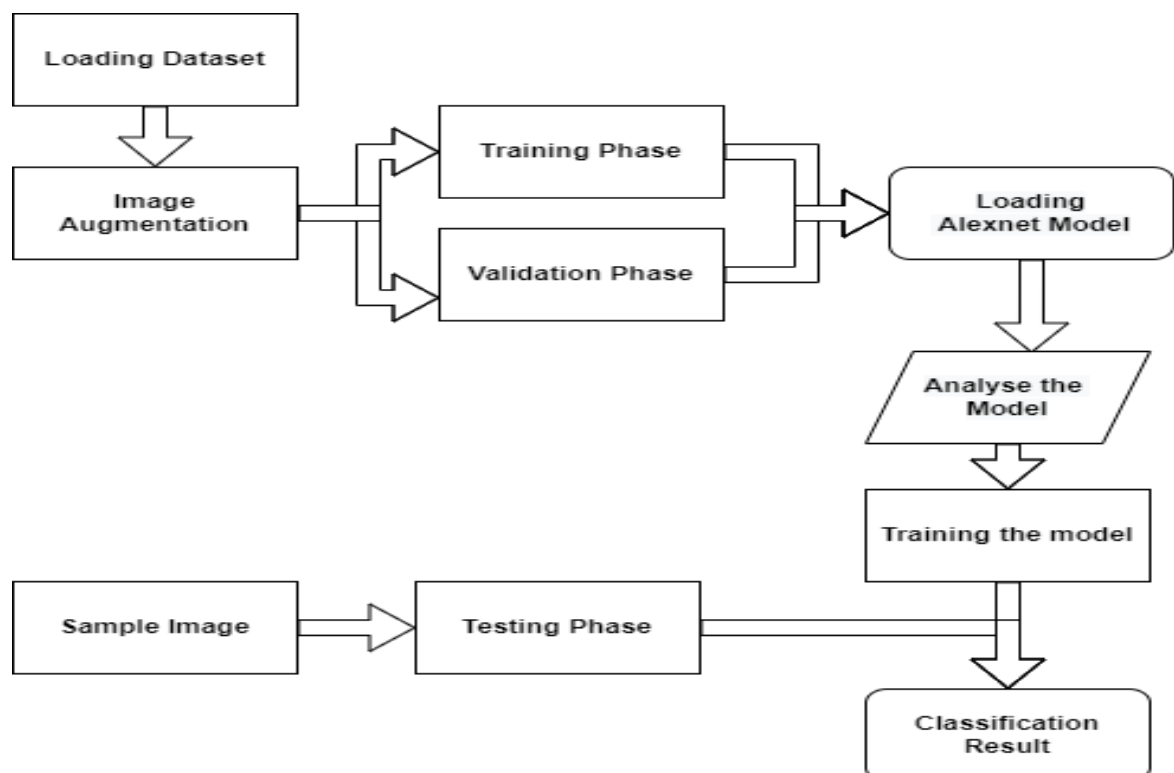 Loading Dataset
Image
Augmentation
Training Phase
Validation Phase
Loading
Alexnet Model
Analyse the
Model
Training the model
Sample Image
Testing Phase
Classification
Result